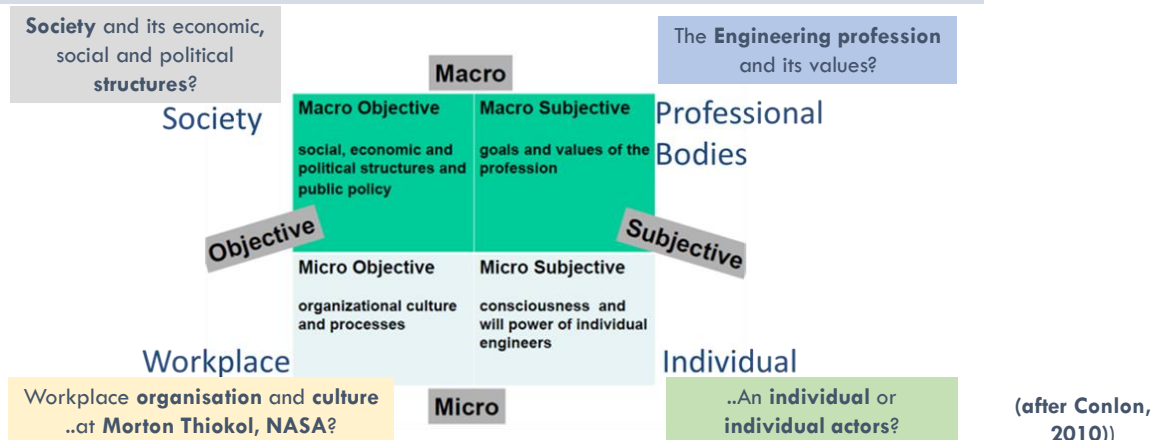 Society and its economic,
social and political
structures?
The Engineering profession
and its values?
Macro
Society
Professional
Bodies
Macro Objective
social, economic and
political structures and
public policy
Macro Subjective
goals and values of the
profession
Objective
Subjective
Micro Objective
organizational culture
and processes
Micro Subjective
consciousness and
will power of individual
engineers
Workplace
Individual
Workplace organisation and culture
..at Morton Thiokol, NASA?
Micro
..An individual or
individual actors?
(after Conlon,
2010))